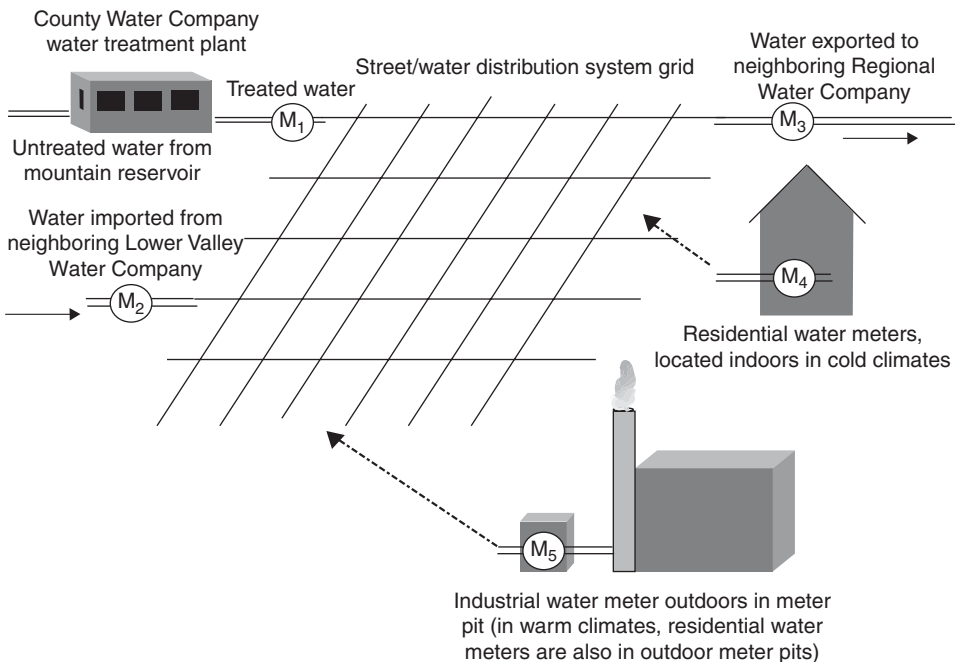 County Water Company
water treatment plant
Treated water
M₁
Untreated water from
mountain reservoir
Street/water distribution system grid
Water exported to
neighboring Regional
Water Company
M₃
Water imported from
neighboring Lower Valley
Water Company
M₂
M₄
Residential water meters,
located indoors in cold climates
M₅
Industrial water meter outdoors in meter
pit (in warm climates, residential water
meters are also in outdoor meter pits)